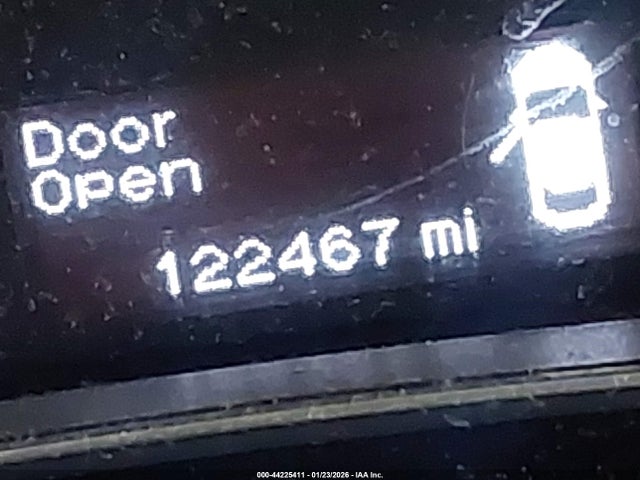 Door
Open
122467 mi
000-44225411 - 01/23/2026 - IAA Inc.